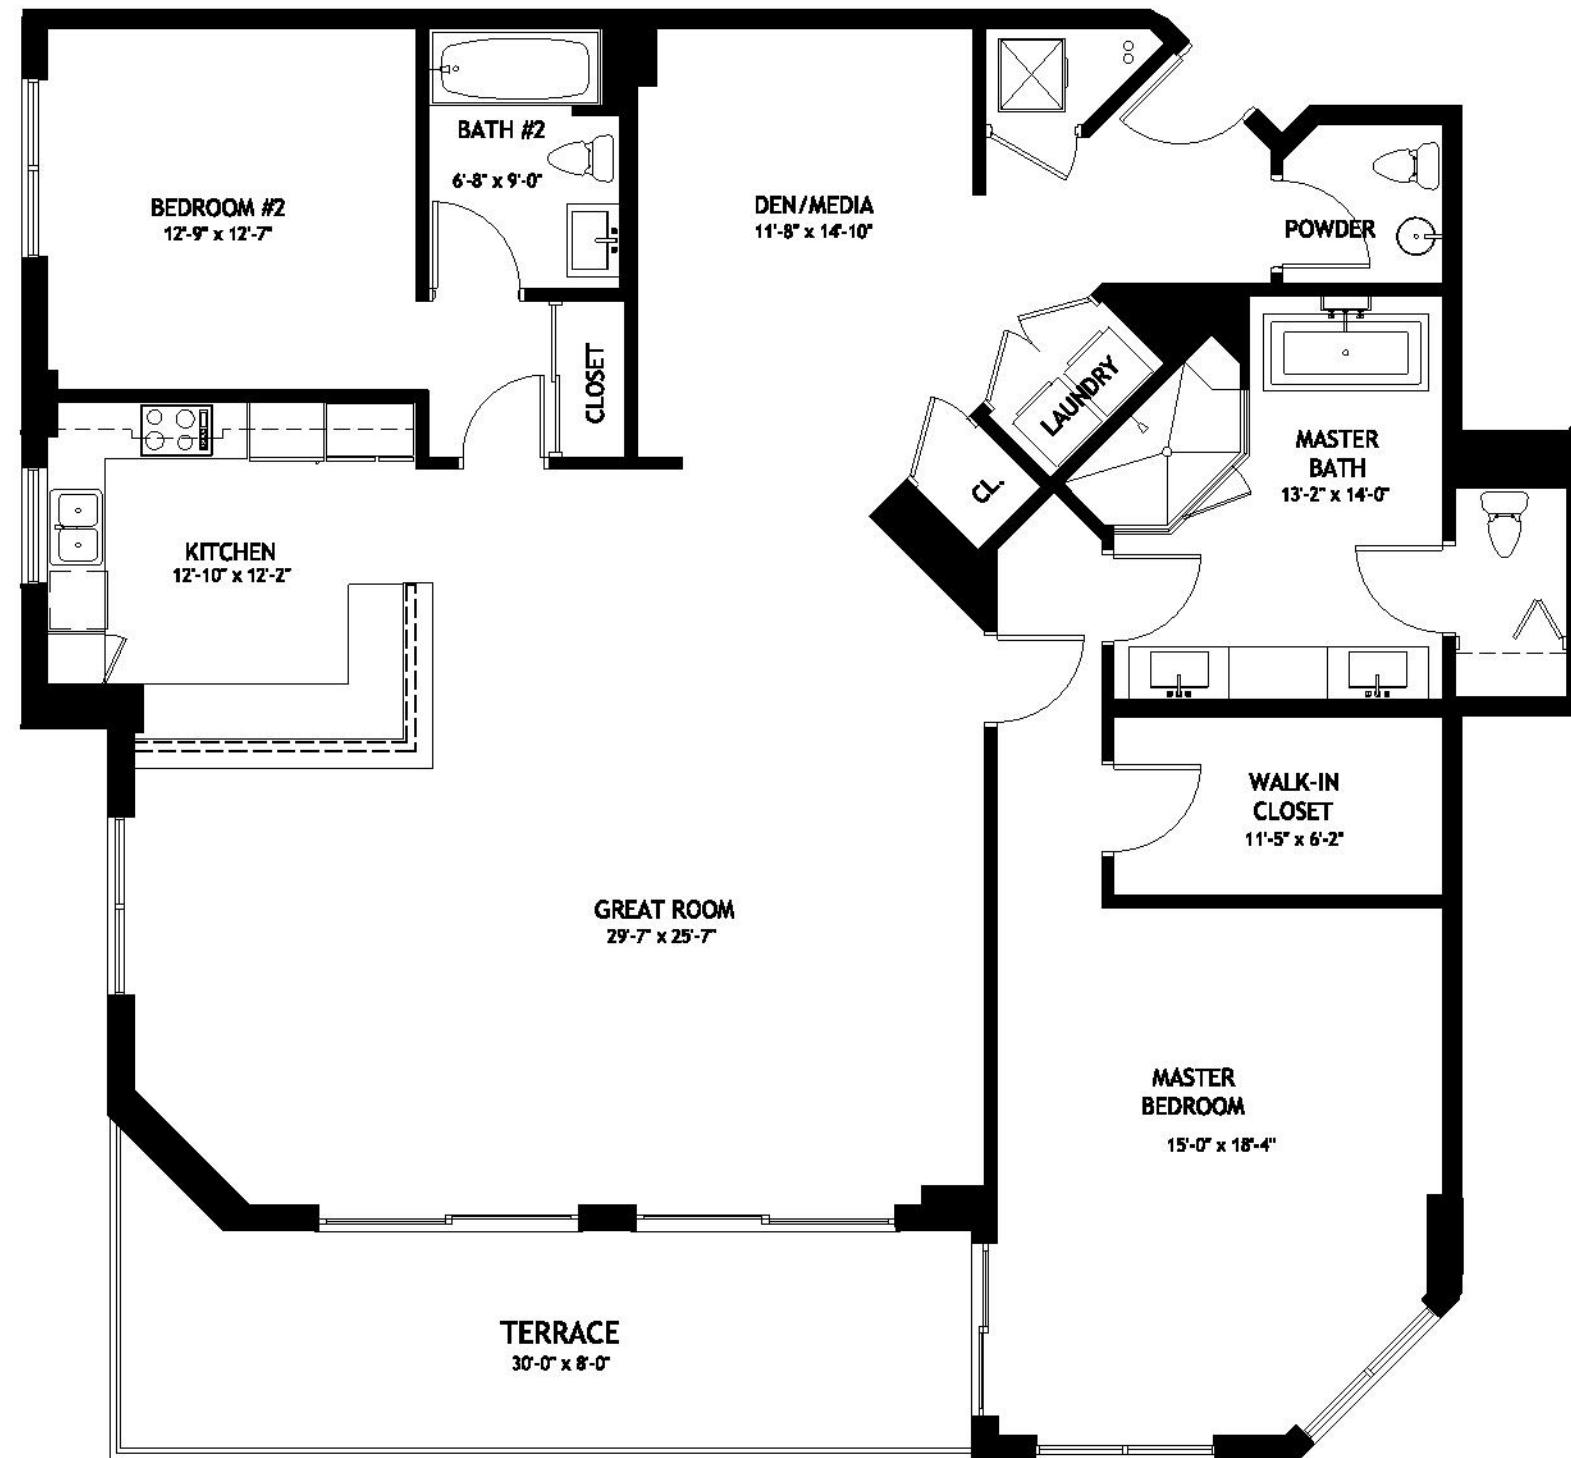 BATH #2
6'-8" x 9'-0"
BEDROOM #2
12'-9" x 12'-7"
DEN/MEDIA
11'-8" x 14'-10"
POWDER
CLOSET
LAUNDRY
CL.
MASTER
BATH
13'-2" x 14'-0"
KITCHEN
12'-10" x 12'-2"
WALK-IN
CLOSET
11'-5" x 6'-2"
GREAT ROOM
29'-7" x 25'-7"
MASTER
BEDROOM
15'-0" x 18'-4"
TERRACE
30'-0" x 8'-0"